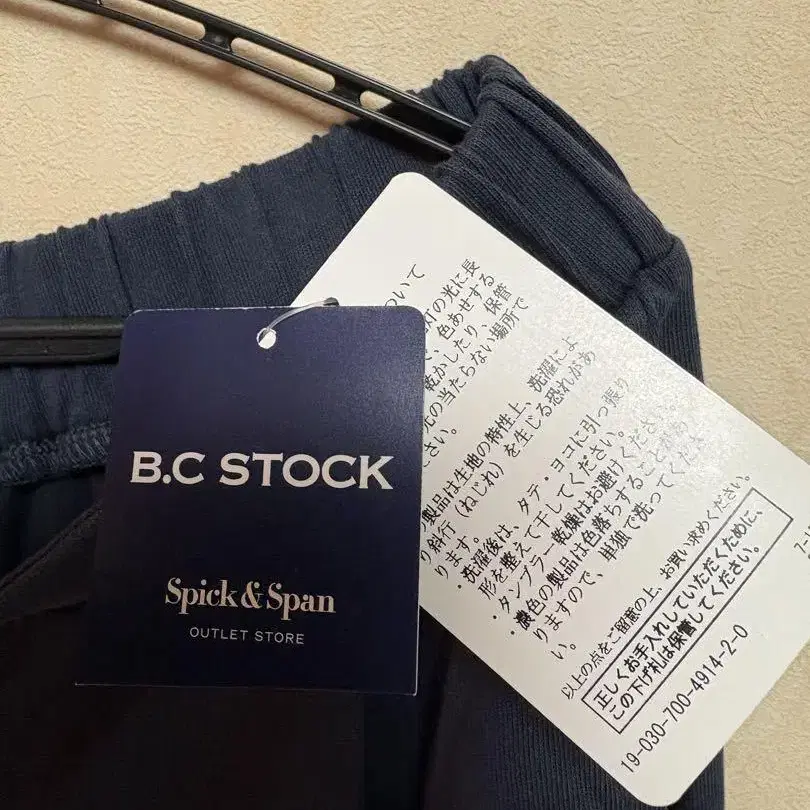 B.C STOCK
Spick & Span
OUTLET STORE
ついて
灯の光に長
、色あせする
乾かしたり、保管
光の当たらない場所で
さい。
製品は生地の特性上、洗濯によ
り斜行（ねじれ）を生じる恐れがあ
ります。
・洗濯後は、タテ・ヨコに引っ張り
形を整えて干してください。
・タンブラー乾燥はお避けください。
・濃色の製品は色落ちすることがあ
りますので、単独で洗ってくださ
い。
以上の点をご留意の上、お買い求めください。
正しくお手入れしていただくために、
この下げ札は保管してください。
19-030-700-4914-2-0